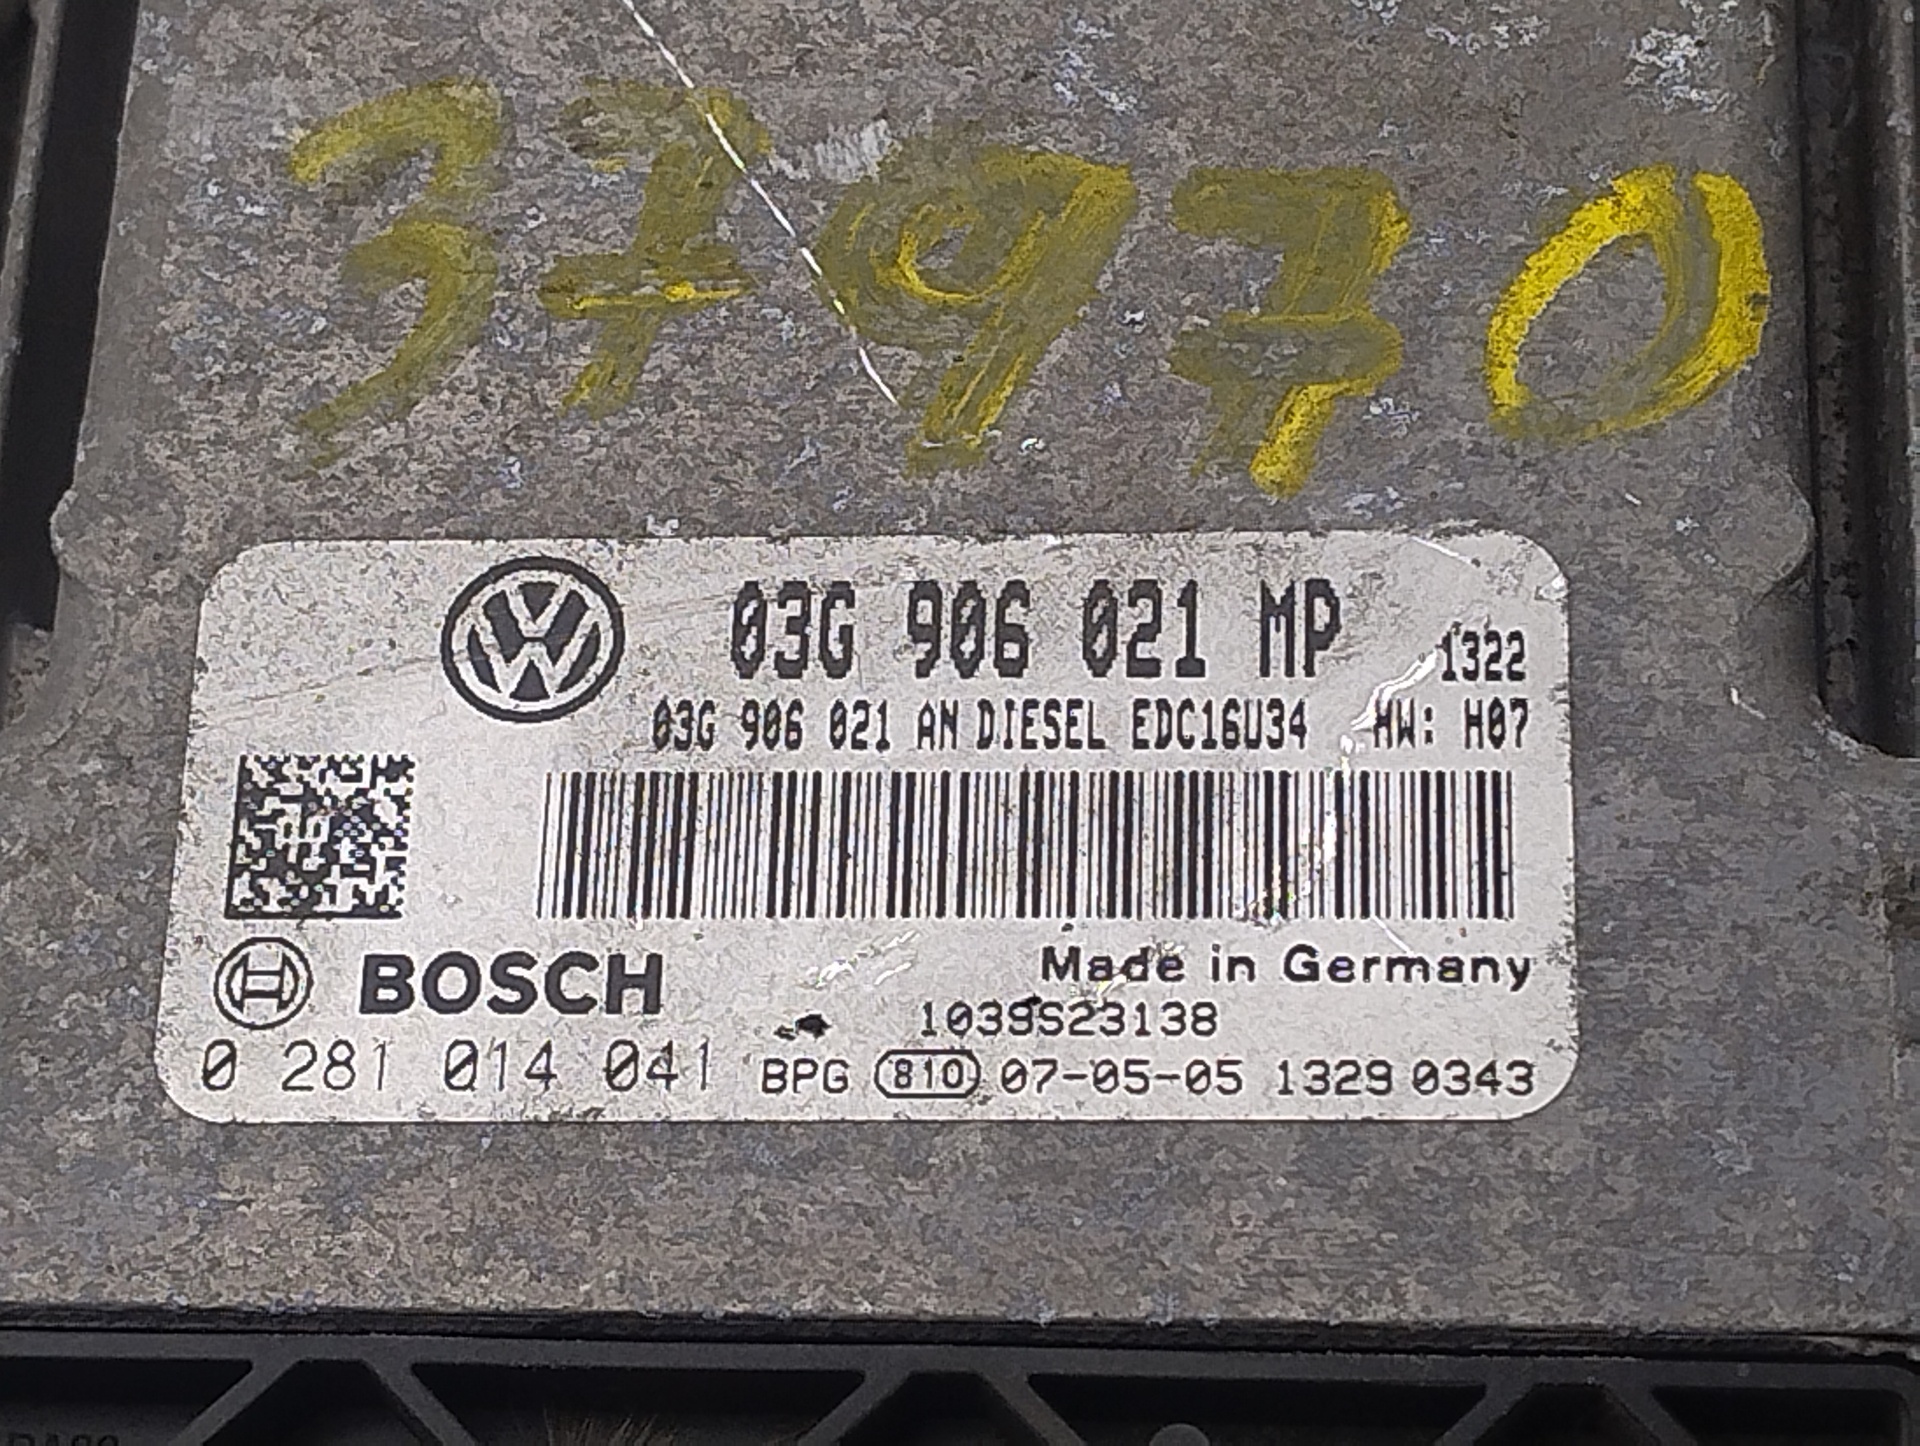 37970
03G 906 021 MP
1322
03G 906 021 AN DIESEL EDC16U34 HW: H07
BOSCH
Made in Germany
1039S23138
0 281 014 041 BPG 810 07-05-05 1329 0343